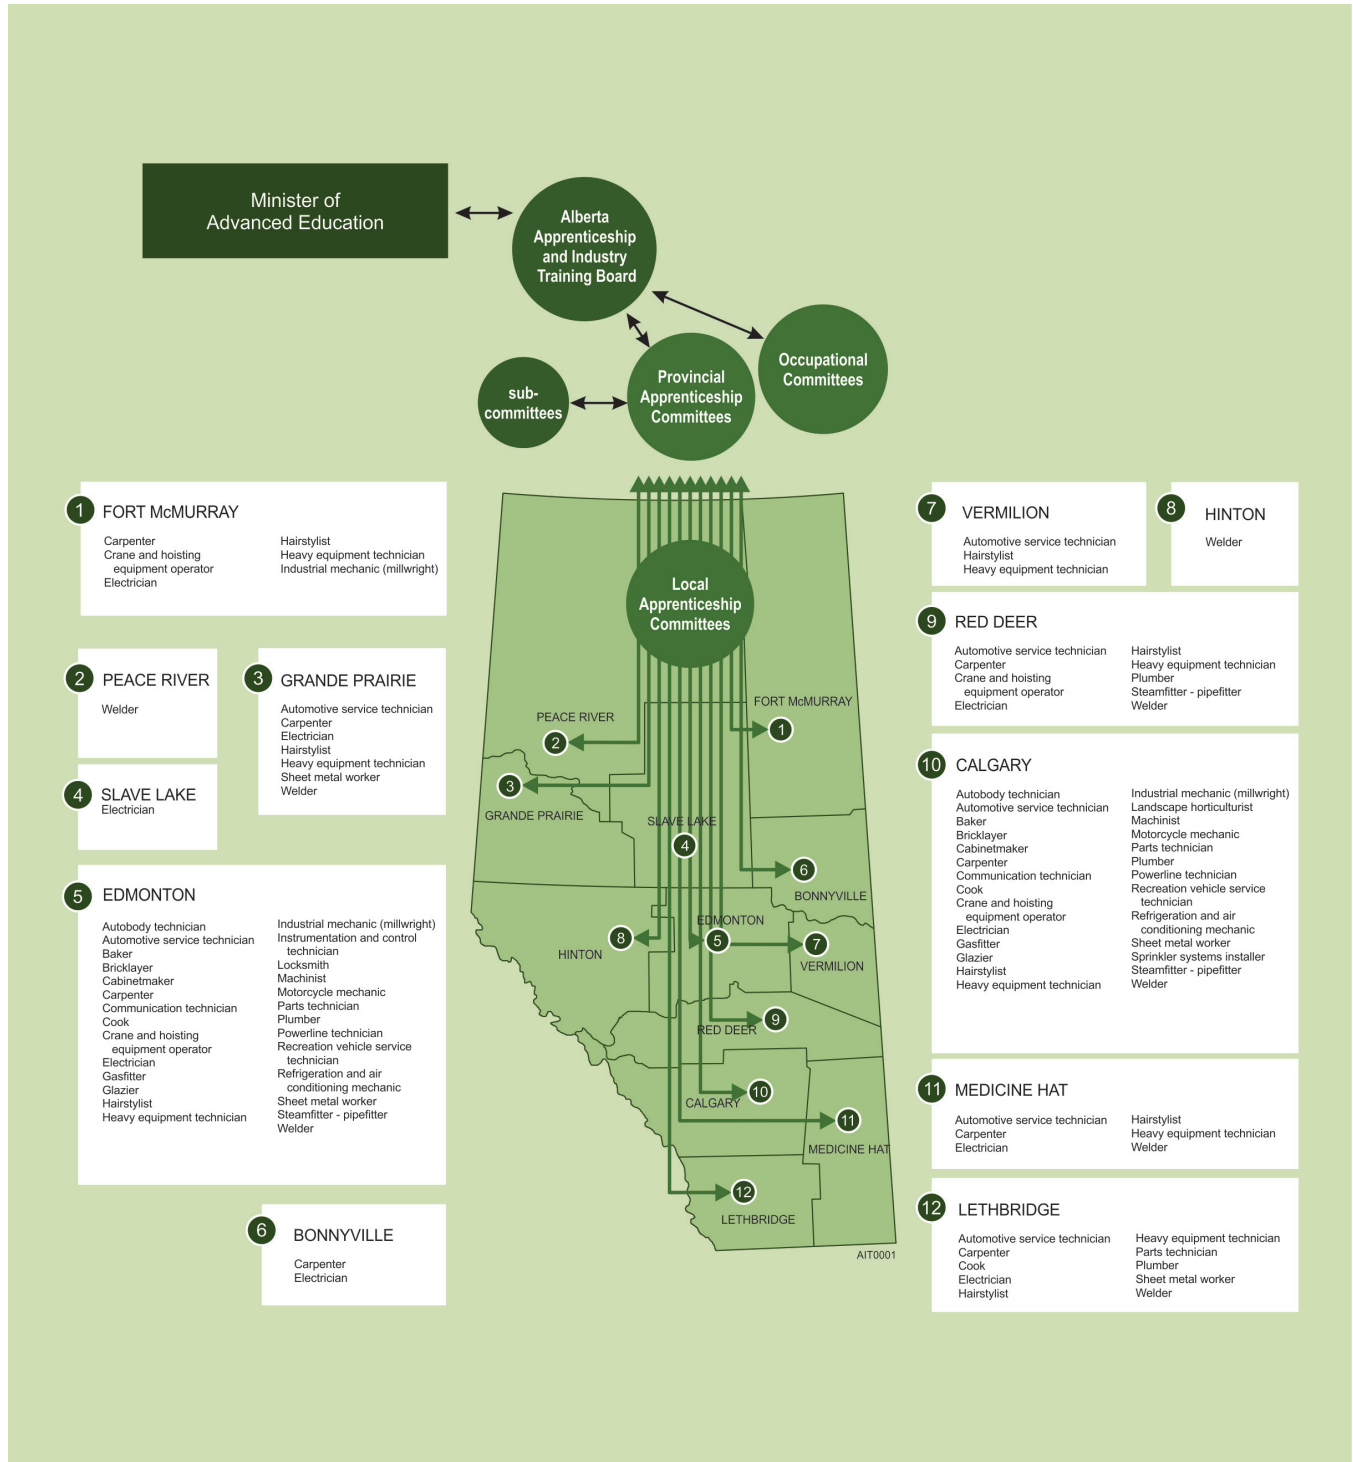 Minister of
Advanced Education
Alberta
Apprenticeship
and Industry
Training Board
Occupational
Committees
Provincial
Apprenticeship
Committees
sub-
committees
1
FORT McMURRAY
Carpenter
Crane and hoisting
equipment operator
Electrician
Hairstylist
Heavy equipment technician
Industrial mechanic (millwright)
2
PEACE RIVER
Welder
3
GRANDE PRAIRIE
Automotive service technician
Carpenter
Electrician
Hairstylist
Heavy equipment technician
Sheet metal worker
Welder
4
SLAVE LAKE
Electrician
5
EDMONTON
Autobody technician
Automotive service technician
Baker
Bricklayer
Cabinetmaker
Carpenter
Communication technician
Cook
Crane and hoisting
equipment operator
Electrician
Gasfitter
Glazier
Hairstylist
Heavy equipment technician
Industrial mechanic (millwright)
Instrumentation and control
technician
Locksmith
Machinist
Motorcycle mechanic
Parts technician
Plumber
Powerline technician
Recreation vehicle service
technician
Refrigeration and air
conditioning mechanic
Sheet metal worker
Steamfitter - pipefitter
Welder
6
BONNYVILLE
Carpenter
Electrician
Local
Apprenticeship
Committees
FORT McMURRAY
1
PEACE RIVER
2
3
GRANDE PRAIRIE
SLAVE LAKE
4
6
BONNYVILLE
EDMONTON
5
8
HINTON
7
VERMILION
9
RED DEER
10
CALGARY
11
MEDICINE HAT
12
LETHBRIDGE
AIT0001
7
VERMILION
Automotive service technician
Hairstylist
Heavy equipment technician
8
HINTON
Welder
9
RED DEER
Automotive service technician
Carpenter
Crane and hoisting
equipment operator
Electrician
Hairstylist
Heavy equipment technician
Plumber
Steamfitter - pipefitter
Welder
10
CALGARY
Autobody technician
Automotive service technician
Baker
Bricklayer
Cabinetmaker
Carpenter
Communication technician
Cook
Crane and hoisting
equipment operator
Electrician
Gasfitter
Glazier
Hairstylist
Heavy equipment technician
Industrial mechanic (millwright)
Landscape horticulturist
Machinist
Motorcycle mechanic
Parts technician
Plumber
Powerline technician
Recreation vehicle service
technician
Refrigeration and air
conditioning mechanic
Sheet metal worker
Sprinkler systems installer
Steamfitter - pipefitter
Welder
11
MEDICINE HAT
Automotive service technician
Carpenter
Electrician
Hairstylist
Heavy equipment technician
Welder
12
LETHBRIDGE
Automotive service technician
Carpenter
Cook
Electrician
Hairstylist
Heavy equipment technician
Parts technician
Plumber
Sheet metal worker
Welder